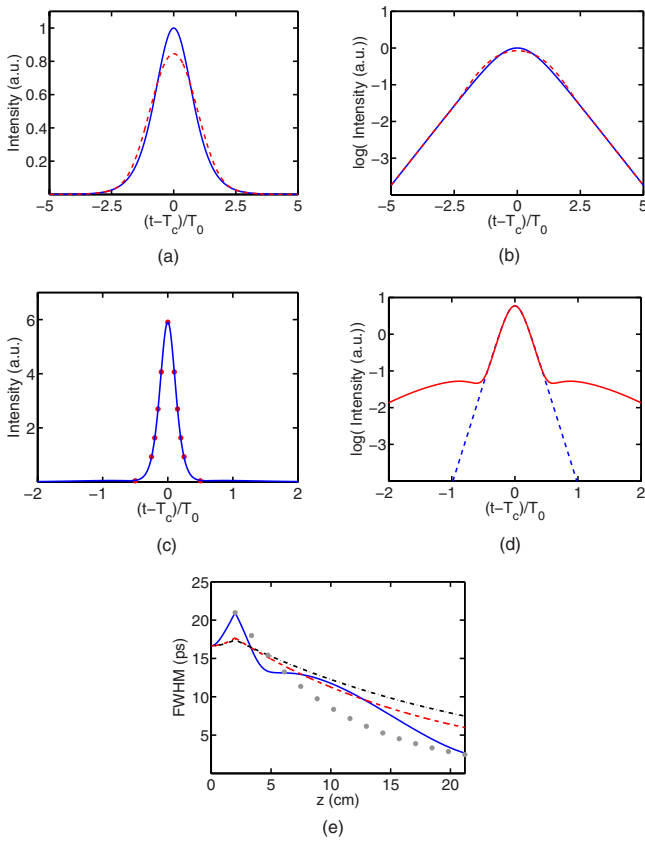 1
0.8
0.6
0.4
0.2
Intensity (a.u.)
−5 −2.5 0 2.5 5
(t−T_c)/T_0
(a)
1
0
−1
−2
−3
log( Intensity (a.u.))
−5 −2.5 0 2.5 5
(t−T_c)/T_0
(b)
6
4
2
Intensity (a.u.)
−2 −1 0 1 2
(t−T_c)/T_0
(c)
1
0
−1
−2
−3
log( Intensity (a.u.))
−2 −1 0 1 2
(t−T_c)/T_0
(d)
25
20
15
10
5
FWHM (ps)
0 5 10 15 20
z (cm)
(e)